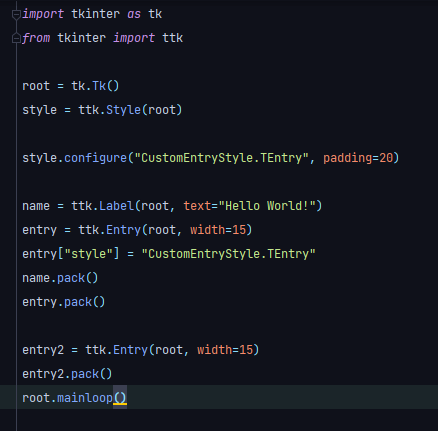 import tkinter as tk
from tkinter import ttk
root = tk.Tk()
style = ttk.Style(root)
style.configure("CustomEntryStyle.TEntry", padding=20)
name = ttk.Label(root, text="Hello World!")
entry = ttk.Entry(root, width=15)
entry["style"] = "CustomEntryStyle.TEntry"
name.pack()
entry.pack()
entry2 = ttk.Entry(root, width=15)
entry2.pack()
root.mainloop()